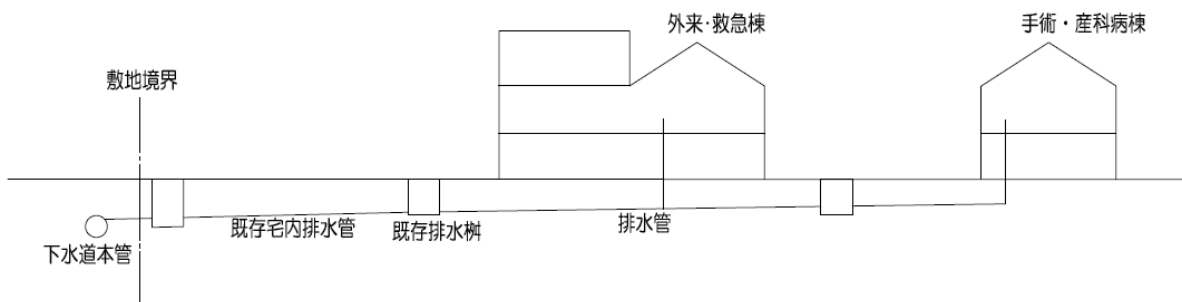 外来･救急棟
手術・産科病棟
敷地境界
既存宅内排水管
既存排水桝
排水管
下水道本管